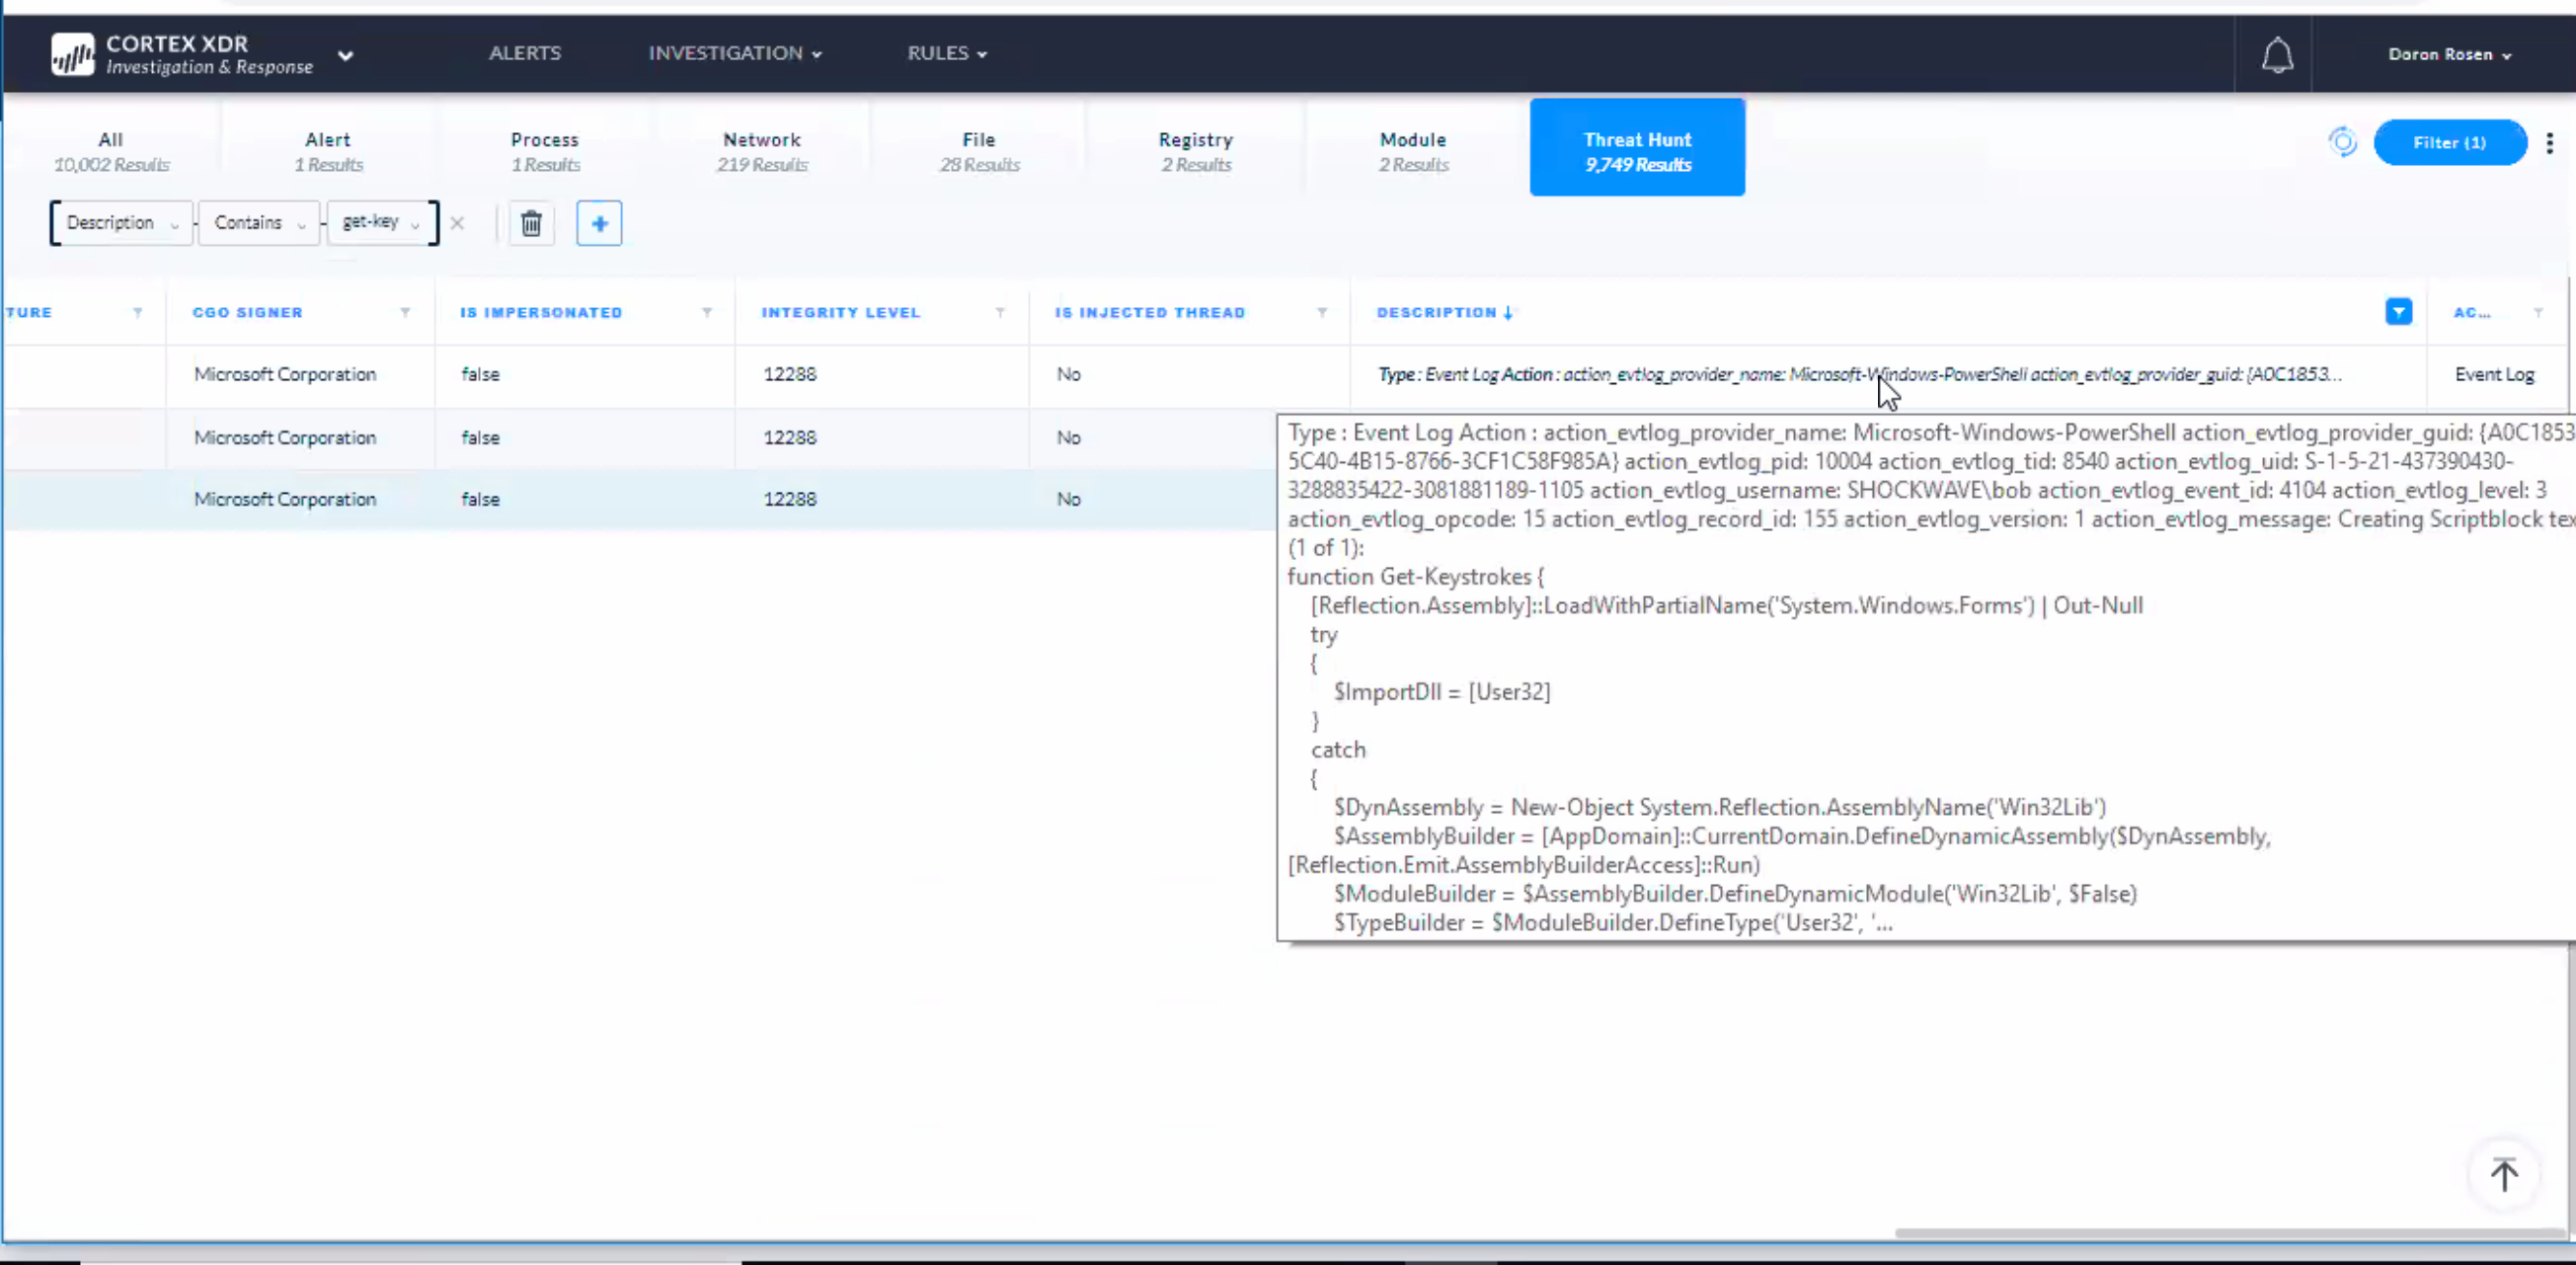 CORTEX XDR
Investigation & Response
ALERTS
INVESTIGATION
RULES
Doron Rosen
All
10,002 Results
Alert
1 Results
Process
1 Results
Network
219 Results
File
28 Results
Registry
2 Results
Module
2 Results
Threat Hunt
9,749 Results
Filter (1)
Description
Contains
get-key
TURE
CGO SIGNER
IS IMPERSONATED
INTEGRITY LEVEL
IS INJECTED THREAD
DESCRIPTION
AC...
Microsoft Corporation false 12288 No Type : Event Log Action : action_evtlog_provider_name: Microsoft-Windows-PowerShell action_evtlog_provider_guid: {A0C1853... Event Log
Microsoft Corporation false 12288 No
Microsoft Corporation false 12288 No
Type : Event Log Action : action_evtlog_provider_name: Microsoft-Windows-PowerShell action_evtlog_provider_guid: {A0C1853
5C40-4B15-8766-3CF1C58F985A} action_evtlog_pid: 10004 action_evtlog_tid: 8540 action_evtlog_uid: S-1-5-21-437390430-
3288835422-3081881189-1105 action_evtlog_username: SHOCKWAVE\bob action_evtlog_event_id: 4104 action_evtlog_level: 3
action_evtlog_opcode: 15 action_evtlog_record_id: 155 action_evtlog_version: 1 action_evtlog_message: Creating Scriptblock tex
(1 of 1):
function Get-Keystrokes {
[Reflection.Assembly]::LoadWithPartialName('System.Windows.Forms') | Out-Null
try
{
$ImportDll = [User32]
}
catch
{
$DynAssembly = New-Object System.Reflection.AssemblyName('Win32Lib')
$AssemblyBuilder = [AppDomain]::CurrentDomain.DefineDynamicAssembly($DynAssembly,
[Reflection.Emit.AssemblyBuilderAccess]::Run)
$ModuleBuilder = $AssemblyBuilder.DefineDynamicModule('Win32Lib', $False)
$TypeBuilder = $ModuleBuilder.DefineType('User32', '...